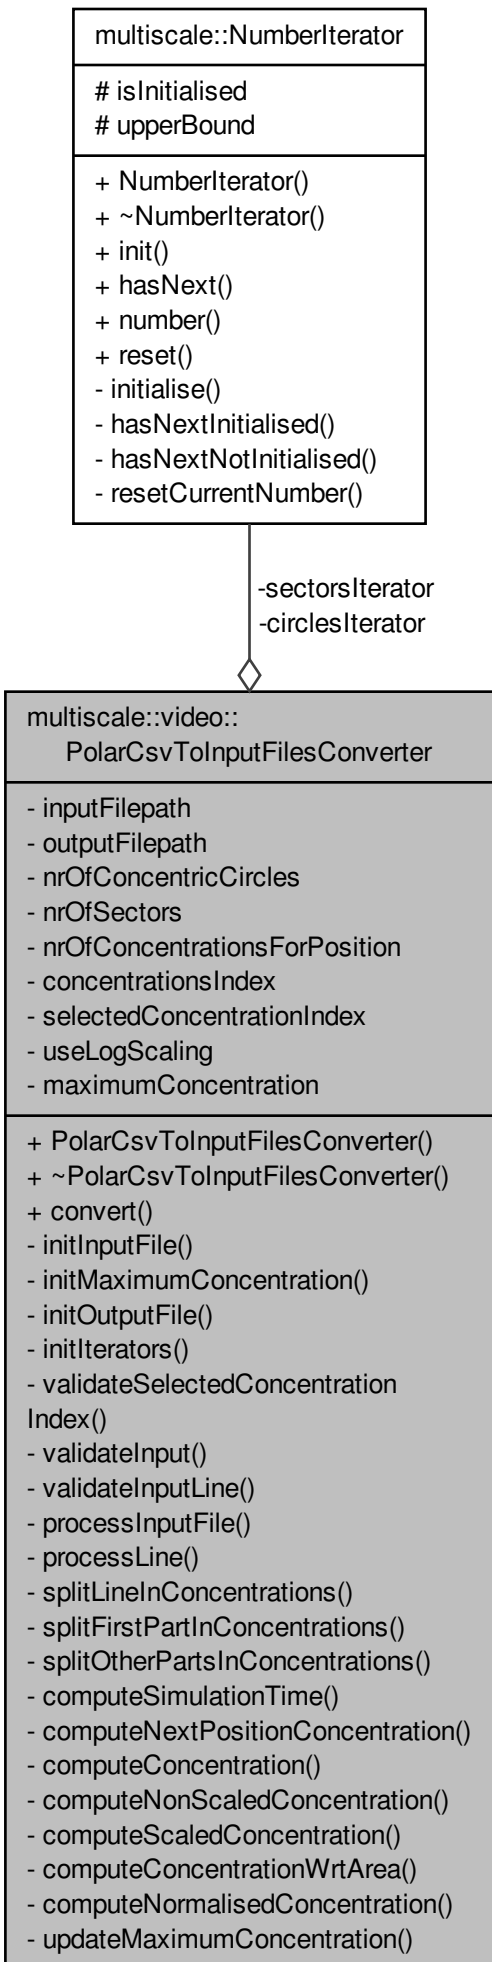 multiscale::NumberIterator
# isInitialised
# upperBound
+ NumberIterator()
+ ~NumberIterator()
+ init()
+ hasNext()
+ number()
+ reset()
- initialise()
- hasNextInitialised()
- hasNextNotInitialised()
- resetCurrentNumber()
-sectorsIterator
-circlesIterator
multiscale::video::
PolarCsvToInputFilesConverter
- inputFilepath
- outputFilepath
- nrOfConcentricCircles
- nrOfSectors
- nrOfConcentrationsForPosition
- concentrationsIndex
- selectedConcentrationIndex
- useLogScaling
- maximumConcentration
+ PolarCsvToInputFilesConverter()
+ ~PolarCsvToInputFilesConverter()
+ convert()
- initInputFile()
- initMaximumConcentration()
- initOutputFile()
- initIterators()
- validateSelectedConcentration
Index()
- validateInput()
- validateInputLine()
- processInputFile()
- processLine()
- splitLineInConcentrations()
- splitFirstPartInConcentrations()
- splitOtherPartsInConcentrations()
- computeSimulationTime()
- computeNextPositionConcentration()
- computeConcentration()
- computeNonScaledConcentration()
- computeScaledConcentration()
- computeConcentrationWrtArea()
- computeNormalisedConcentration()
- updateMaximumConcentration()